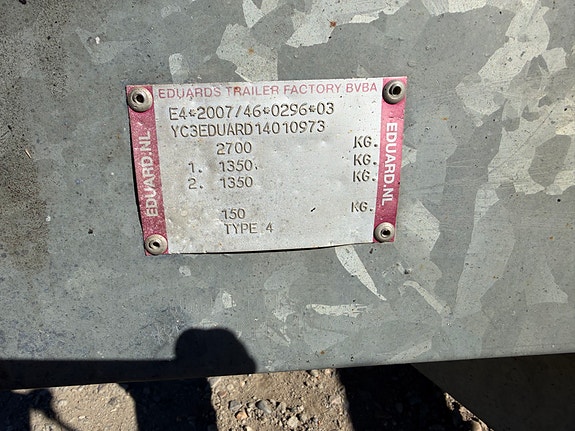 EDUARDS TRAILER FACTORY BVBA
E4*2007/46*0296*03
YC3EDUARD14010973
2700 KG.
1. 1350. KG.
2. 1350 KG.
150 KG.
TYPE 4
EDUARD.NL
EDUARD.NL